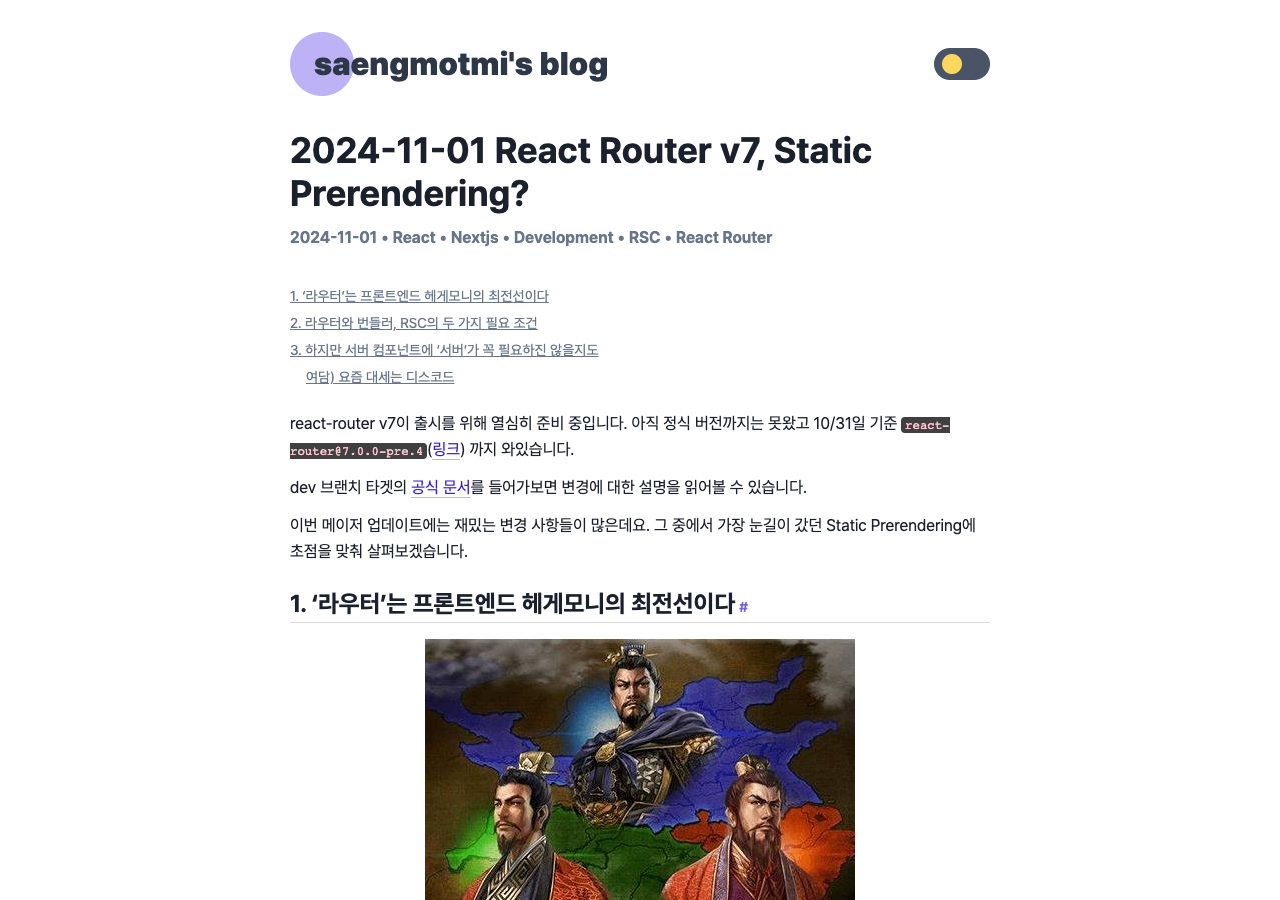 saengmotmi's blog
2024-11-01 React Router v7, Static
Prerendering?
2024-11-01 • React • Nextjs • Development • RSC • React Router
1. ‘라우터’는 프론트엔드 헤게모니의 최전선이다
2. 라우터와 번들러, RSC의 두 가지 필요 조건
3. 하지만 서버 컴포넌트에 ‘서버’가 꼭 필요하진 않을지도
여담) 요즘 대세는 디스코드
react-router v7이 출시를 위해 열심히 준비 중입니다. 아직 정식 버전까지는 못왔고 10/31일 기준 react-
router@7.0.0-pre.4(링크) 까지 와있습니다.
dev 브랜치 타겟의 공식 문서를 들어가보면 변경에 대한 설명을 읽어볼 수 있습니다.
이번 메이저 업데이트에는 재밌는 변경 사항들이 많은데요. 그 중에서 가장 눈길이 갔던 Static Prerendering에
초점을 맞춰 살펴보겠습니다.
1. ‘라우터’는 프론트엔드 헤게모니의 최전선이다 #